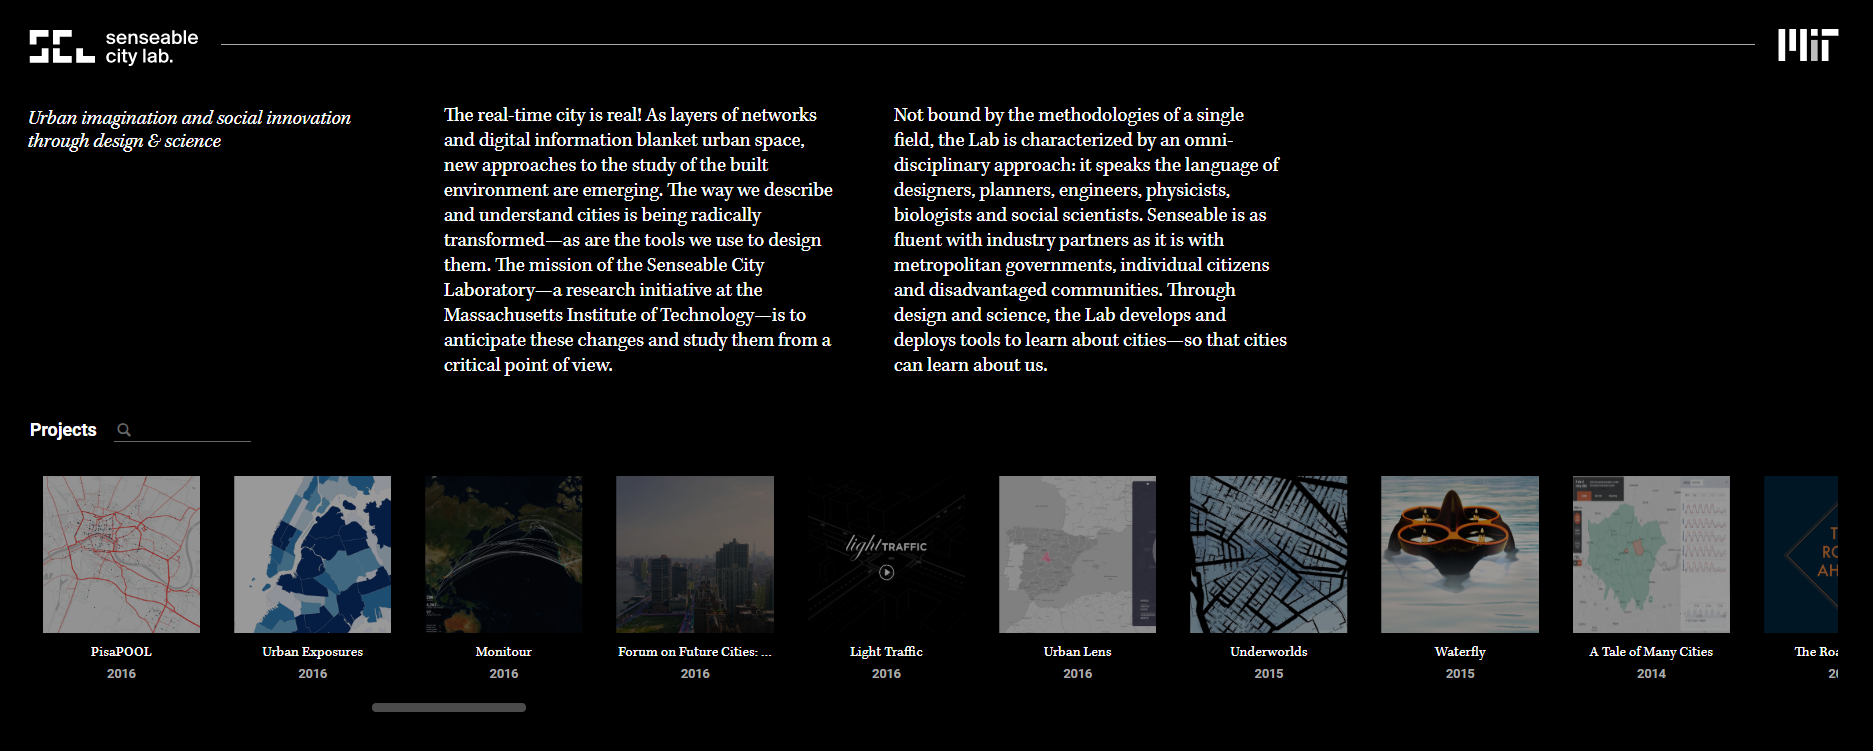 senseable
city lab.
MIT
Urban imagination and social innovation
through design & science
The real-time city is real! As layers of networks
and digital information blanket urban space,
new approaches to the study of the built
environment are emerging. The way we describe
and understand cities is being radically
transformed—as are the tools we use to design
them. The mission of the Senseable City
Laboratory—a research initiative at the
Massachusetts Institute of Technology—is to
anticipate these changes and study them from a
critical point of view.
Not bound by the methodologies of a single
field, the Lab is characterized by an omni-
disciplinary approach: it speaks the language of
designers, planners, engineers, physicists,
biologists and social scientists. Senseable is as
fluent with industry partners as it is with
metropolitan governments, individual citizens
and disadvantaged communities. Through
design and science, the Lab develops and
deploys tools to learn about cities—so that cities
can learn about us.
Projects
light TRAFFIC
PisaPOOL
2016
Urban Exposures
2016
Monitour
2016
Forum on Future Cities: ...
2016
Light Traffic
2016
Urban Lens
2016
Underworlds
2015
Waterfly
2015
A Tale of Many Cities
2014
The Roa
20